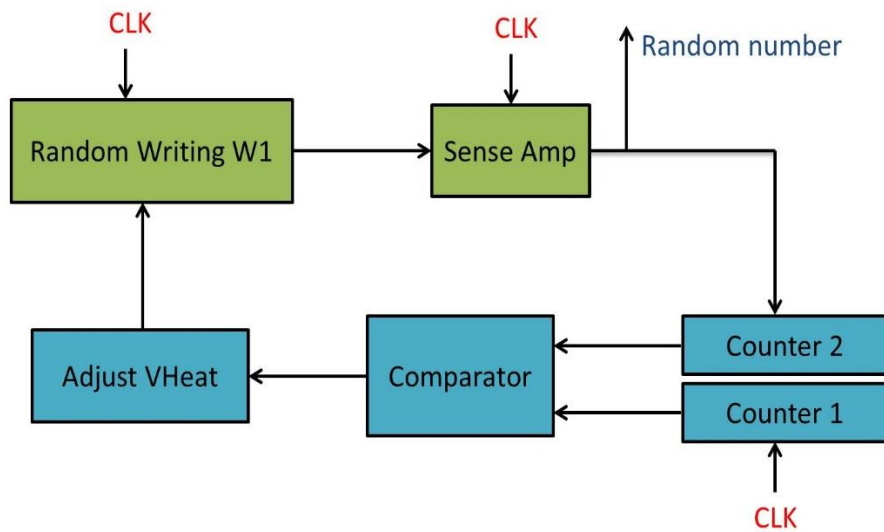 CLK
CLK
Random number
Random Writing W1
Sense Amp
Adjust VHeat
Comparator
Counter 2
Counter 1
CLK